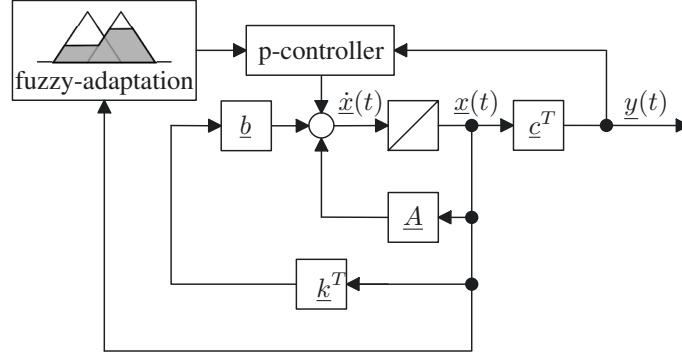 fuzzy-adaptation
p-controller
b
ẋ(t)
x(t)
c^T
y(t)
A
k^T